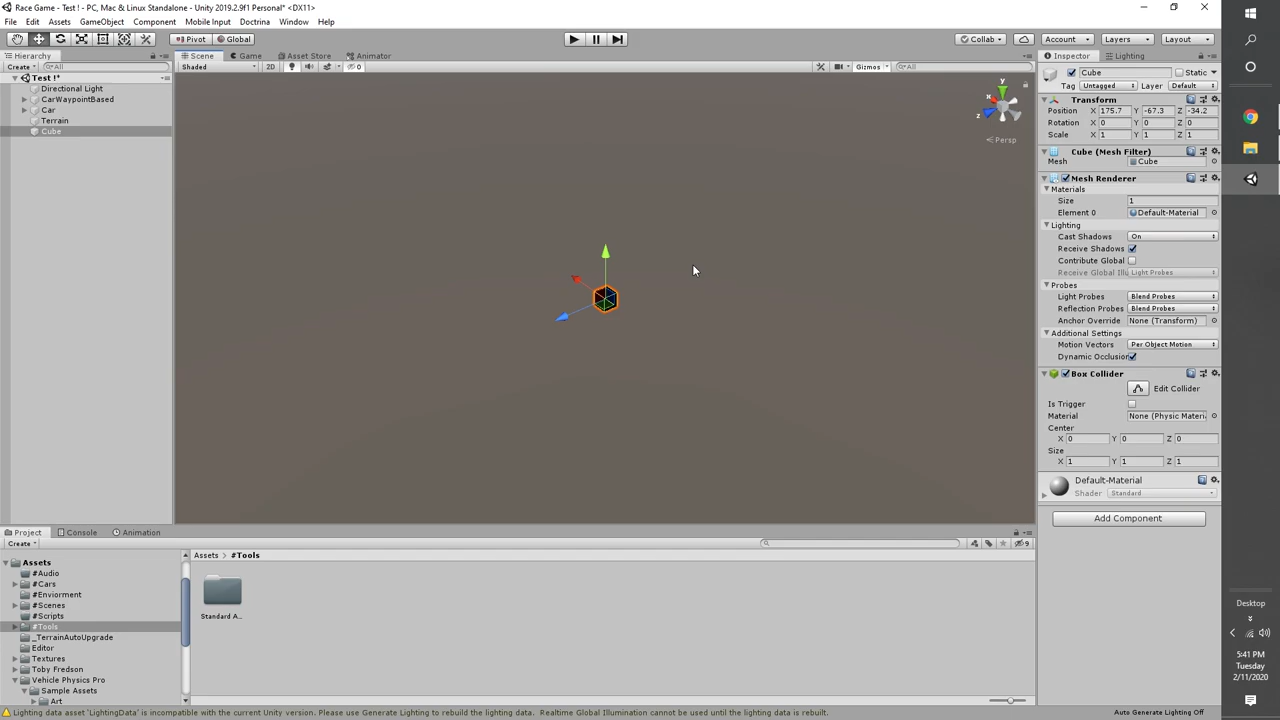 Race Game - Test ! - PC, Mac & Linux Standalone - Unity 2019.2.9f1 Personal* <DX11>
File Edit Assets GameObject Component Mobile Input Doctrina Window Help
Pivot Global Collab Account Layers Layout
Hierarchy Scene Game Asset Store Animator Inspector Lighting
Create All Shaded 2D 0 Gizmos All Cube Static
Test !*
Tag Untagged Layer Default
Directional Light
CarWaypointBased
Car
Terrain
Cube
y
x
z
Persp
Transform
Position X 175.7 Y -67.3 Z -34.2
Rotation X 0 Y 0 Z 0
Scale X 1 Y 1 Z 1
Cube (Mesh Filter)
Mesh Cube
Mesh Renderer
Materials
Size 1
Element 0 Default-Material
Lighting
Cast Shadows On
Receive Shadows
Contribute Global
Receive Global Illu Light Probes
Probes
Light Probes Blend Probes
Reflection Probes Blend Probes
Anchor Override None (Transform)
Additional Settings
Motion Vectors Per Object Motion
Dynamic Occlusion
Box Collider
Edit Collider
Is Trigger
Material None (Physic Materi
Center
X 0 Y 0 Z 0
Size
X 1 Y 1 Z 1
Default-Material
Shader Standard
Add Component
Project Console Animation
Create 9
Assets
#Audio
#Cars
#Enviorment
#Scenes
#Scripts
#Tools
_TerrainAutoUpgrade
Editor
Textures
Toby Fredson
Vehicle Physics Pro
Sample Assets
Art
Assets > #Tools
Standard A...
Lighting data asset 'LightingData' is incompatible with the current Unity version. Please use Generate Lighting to rebuild the lighting data. Realtime Global Illumination cannot be used until the lighting data is rebuilt.
Auto Generate Lighting Off
Desktop
5:41 PM
Tuesday
2/11/2020